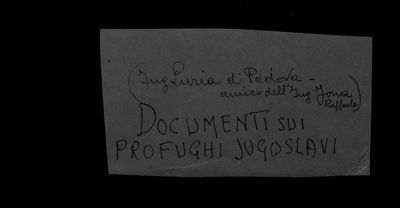 (Ing Luria di Padova -
amico dell'Ing Jona
Raffaele)
DOCUMENTI SUI
PROFUGHI JUGOSLAVI